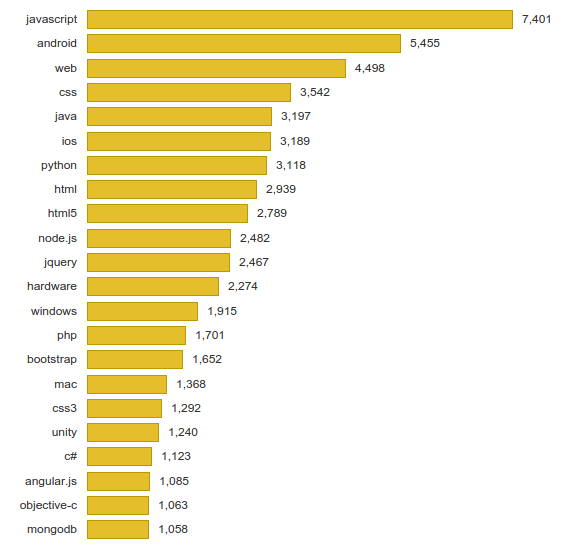 javascript 7,401
android 5,455
web 4,498
css 3,542
java 3,197
ios 3,189
python 3,118
html 2,939
html5 2,789
node.js 2,482
jquery 2,467
hardware 2,274
windows 1,915
php 1,701
bootstrap 1,652
mac 1,368
css3 1,292
unity 1,240
c# 1,123
angular.js 1,085
objective-c 1,063
mongodb 1,058